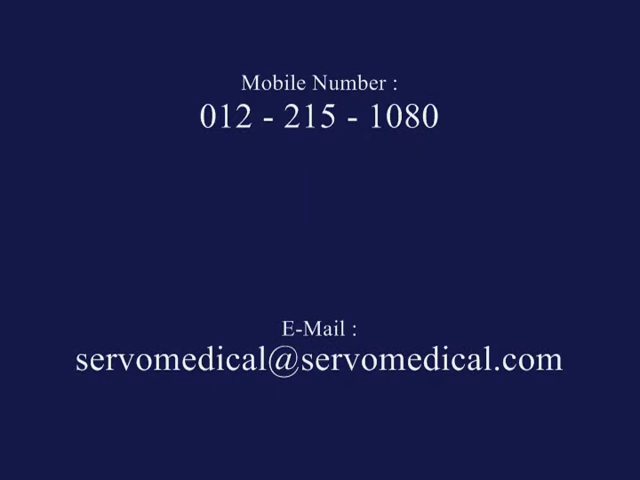 Mobile Number :
012 - 215 - 1080
E-Mail :
servomedical@servomedical.com